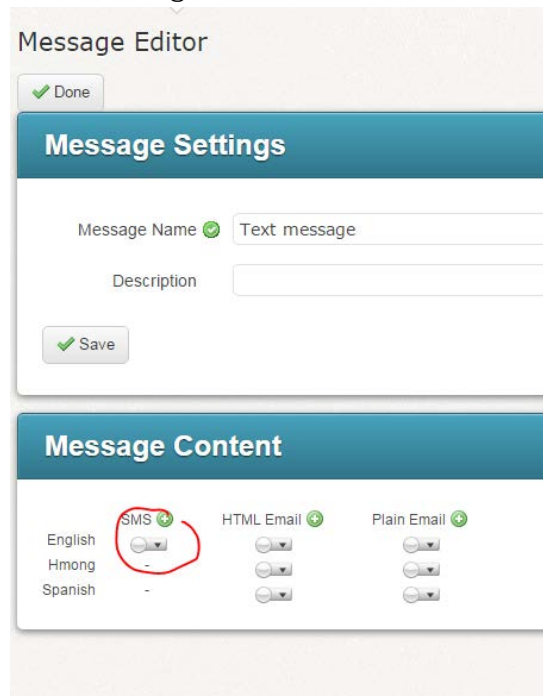 Message Editor
Done
Message Settings
Message Name Text message
Description
Save
Message Content
SMS HTML Email Plain Email
English
Hmong -
Spanish -